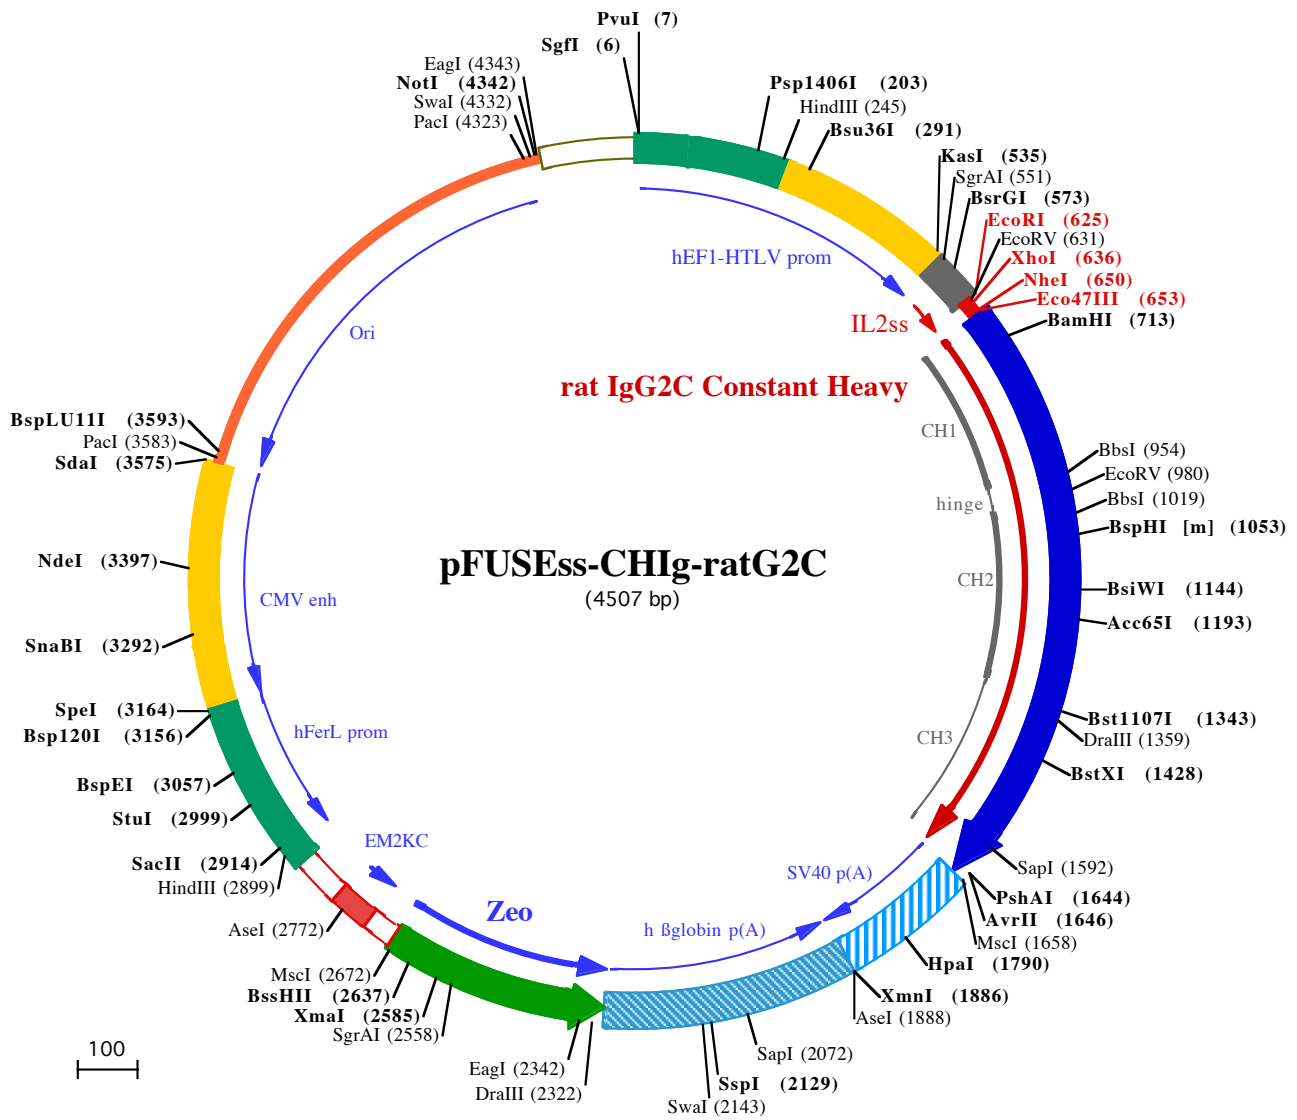 PvuI (7)
SgfI (6)
EagI (4343)
NotI (4342)
SwaI (4332)
PacI (4323)
Psp1406I (203)
HindIII (245)
Bsu36I (291)
KasI (535)
SgrAI (551)
BsrGI (573)
EcoRI (625)
EcoRV (631)
XhoI (636)
NheI (650)
Eco47III (653)
BamHI (713)
hEF1-HTLV prom
IL2ss
Ori
rat IgG2C Constant Heavy
CH1
hinge
CH2
CH3
BbsI (954)
EcoRV (980)
BbsI (1019)
BspHI [m] (1053)
BsiWI (1144)
Acc65I (1193)
Bst1107I (1343)
DraIII (1359)
BstXI (1428)
pFUSEss-CHIg-ratG2C
(4507 bp)
BspLU11I (3593)
PacI (3583)
SdaI (3575)
NdeI (3397)
CMV enh
SnaBI (3292)
SpeI (3164)
Bsp120I (3156)
hFerL prom
BspEI (3057)
StuI (2999)
SacII (2914)
HindIII (2899)
EM2KC
AseI (2772)
Zeo
SV40 p(A)
h ßglobin p(A)
SapI (1592)
PshAI (1644)
AvrII (1646)
MscI (1658)
HpaI (1790)
XmnI (1886)
AseI (1888)
MscI (2672)
BssHII (2637)
XmaI (2585)
SgrAI (2558)
EagI (2342)
DraIII (2322)
SapI (2072)
SspI (2129)
SwaI (2143)
100